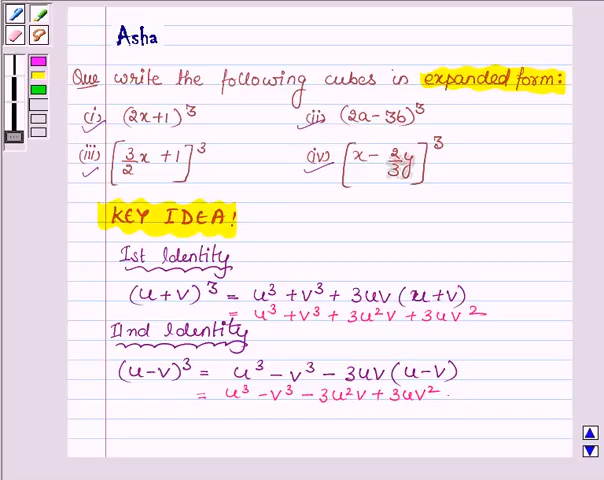 Asha
Que write the following cubes in expanded form:
(i) (2x+1)³ (ii) (2a-3b)³
(iii) [3/2 x + 1]³ (iv) [x - 2/3 y]³
KEY IDEA!
Ist Identity
(u+v)³ = u³ + v³ + 3uv (u+v)
= u³ + v³ + 3u²v + 3uv²
IInd Identity
(u-v)³ = u³ - v³ - 3uv (u-v)
= u³ - v³ - 3u²v + 3uv².